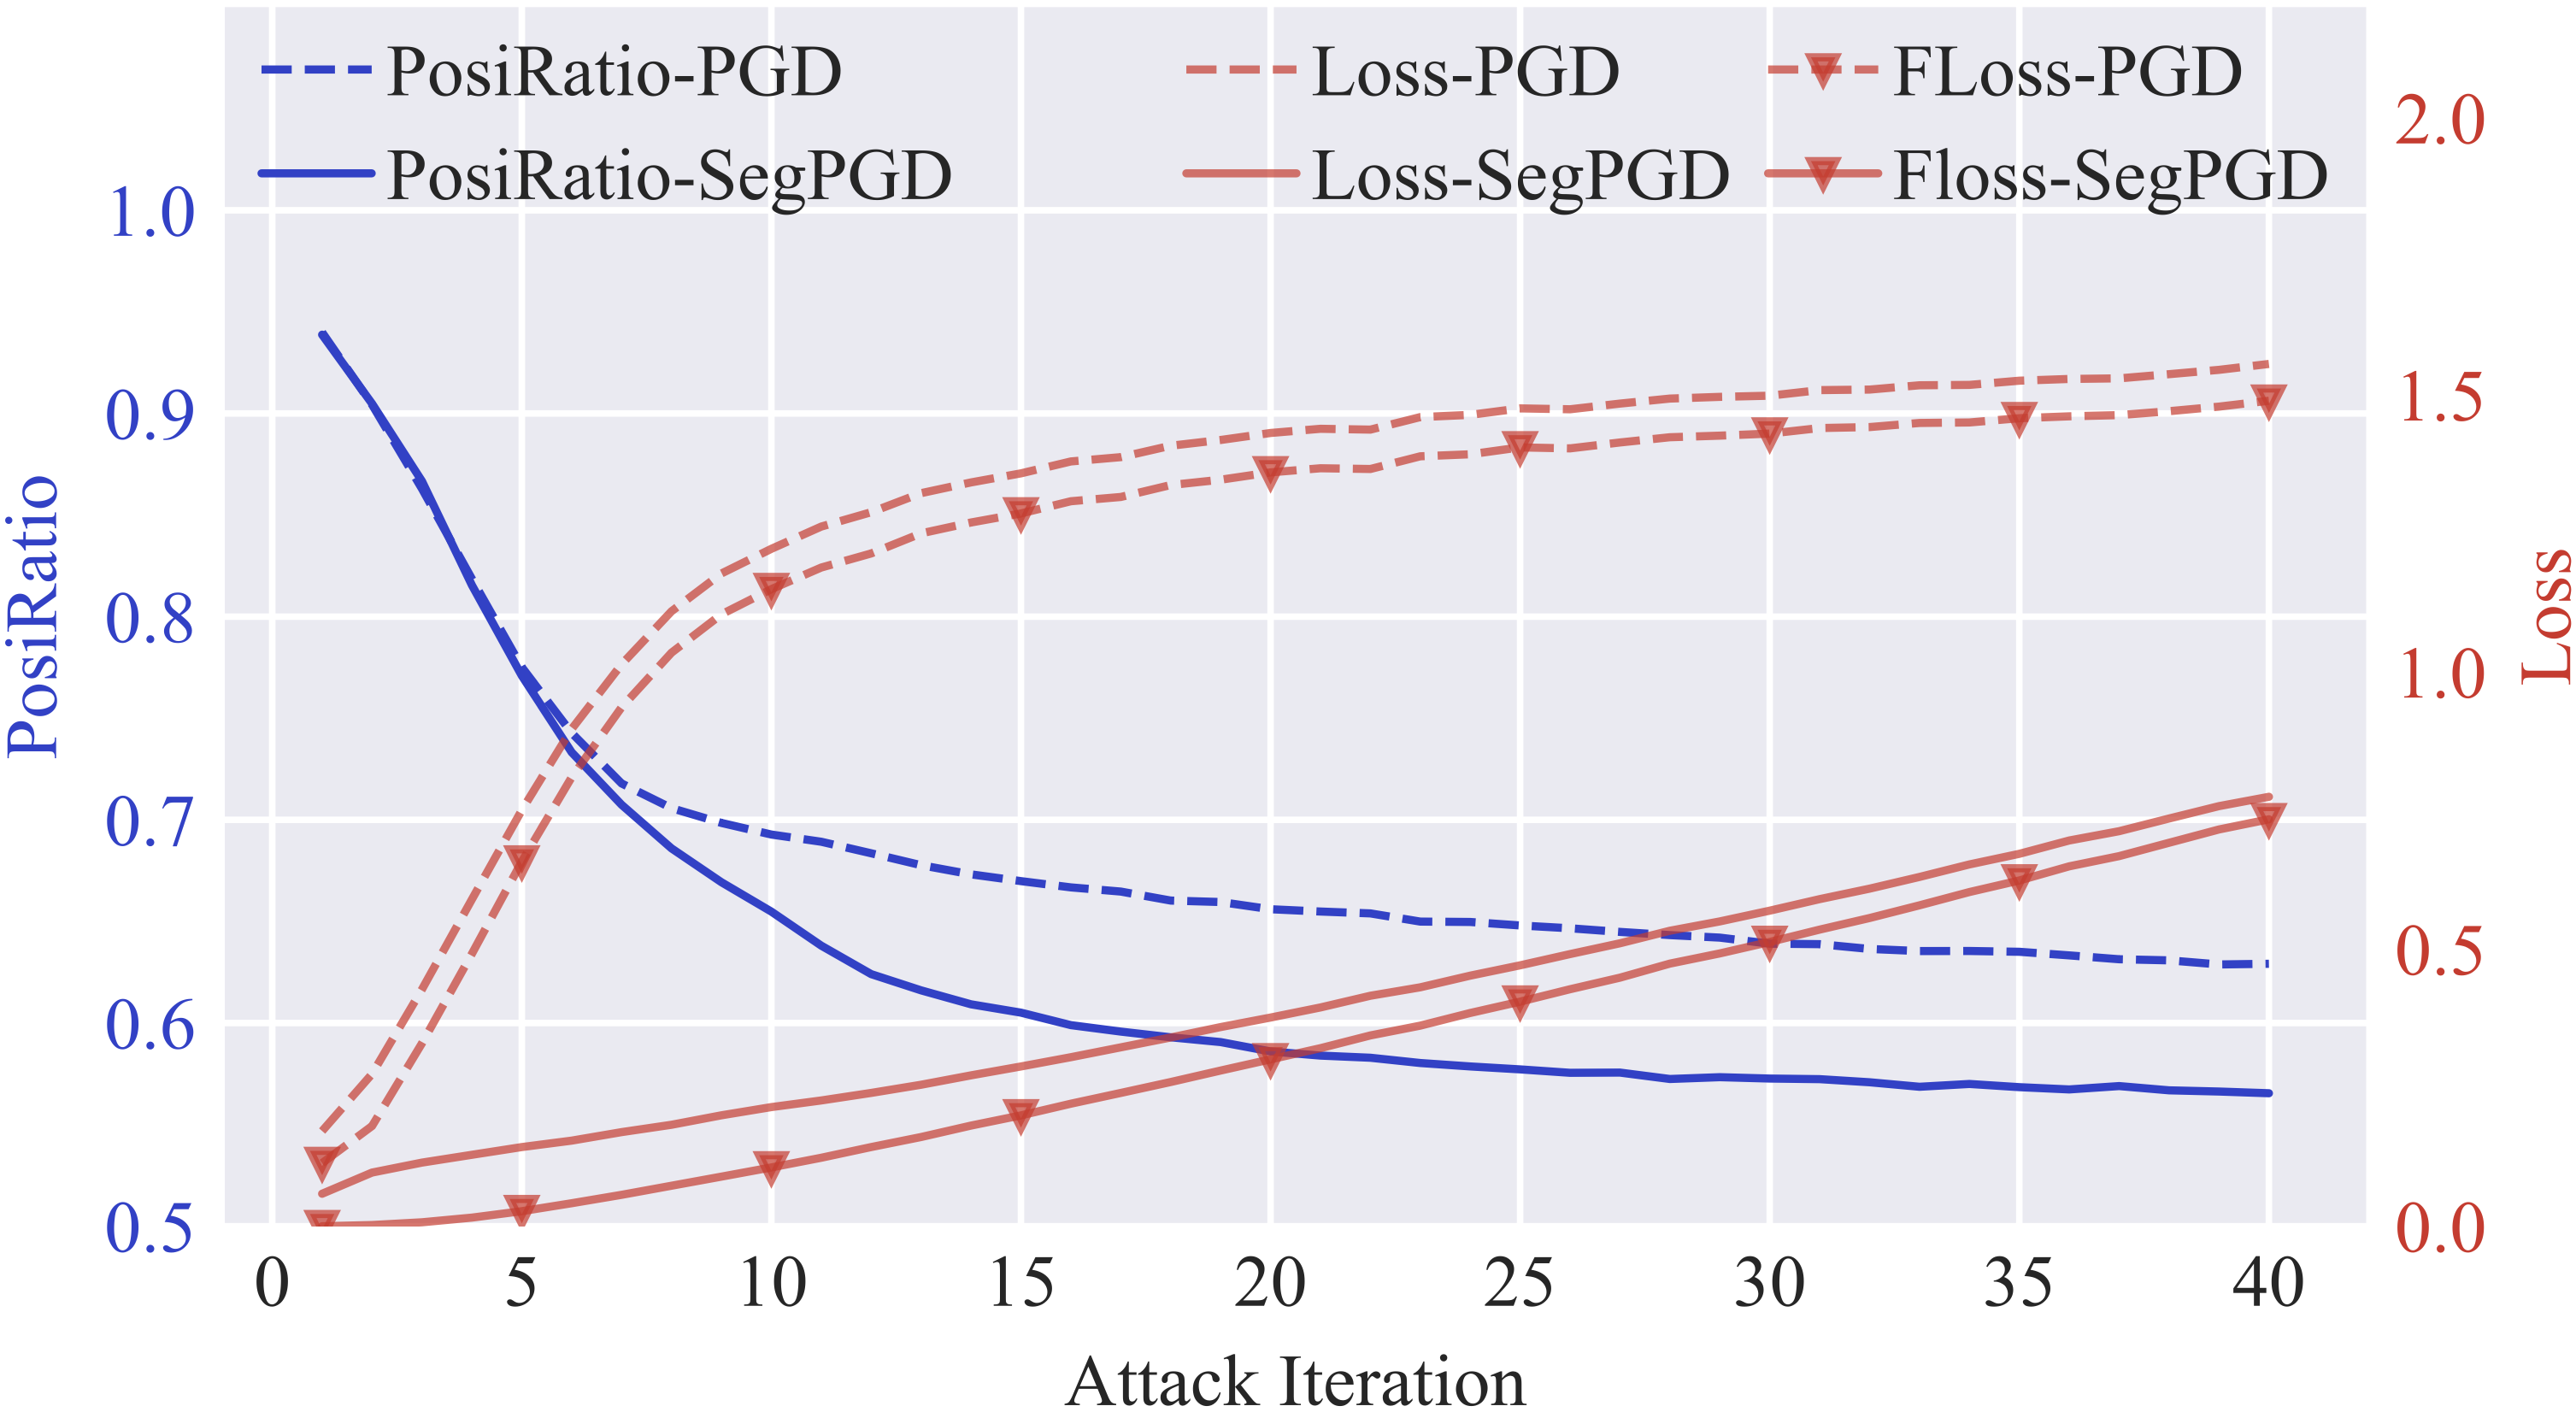 PosiRatio-PGD
PosiRatio-SegPGD
Loss-PGD
Loss-SegPGD
FLoss-PGD
Floss-SegPGD
PosiRatio
1.0
0.9
0.8
0.7
0.6
0.5
Loss
2.0
1.5
1.0
0.5
0.0
0 5 10 15 20 25 30 35 40
Attack Iteration